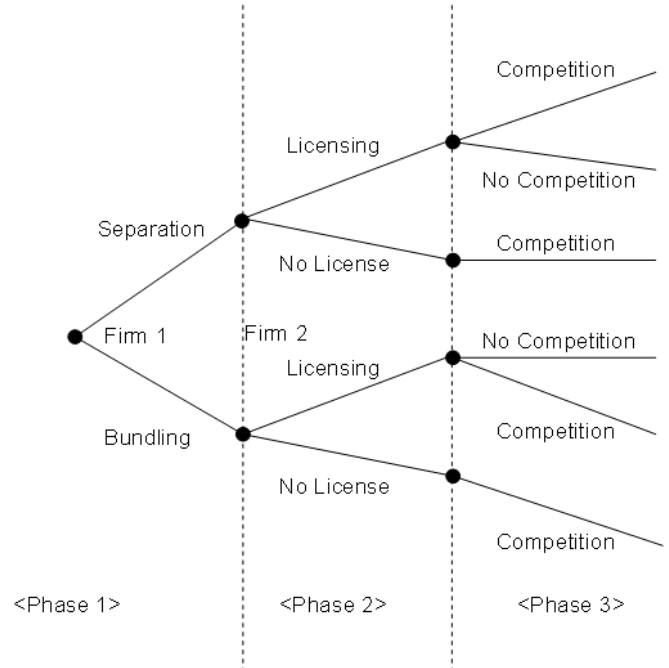 Competition
Licensing
No Competition
Separation
Competition
No License
Firm 1
Firm 2
No Competition
Licensing
Competition
Bundling
No License
Competition
<Phase 1>
<Phase 2>
<Phase 3>